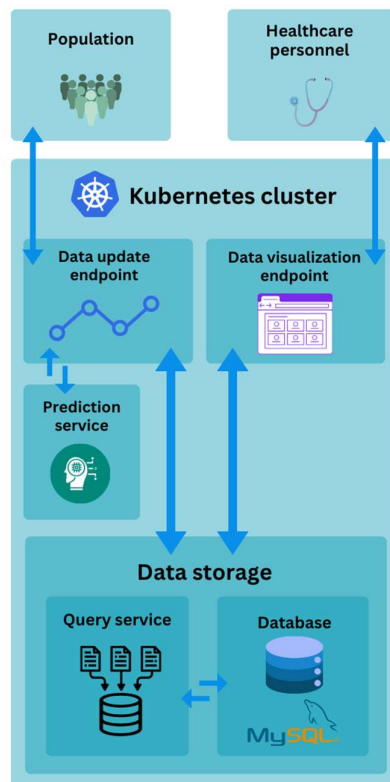 Population
Healthcare
personnel
Kubernetes cluster
Data update
endpoint
Data visualization
endpoint
Prediction
service
Data storage
Query service
Database
MySQL